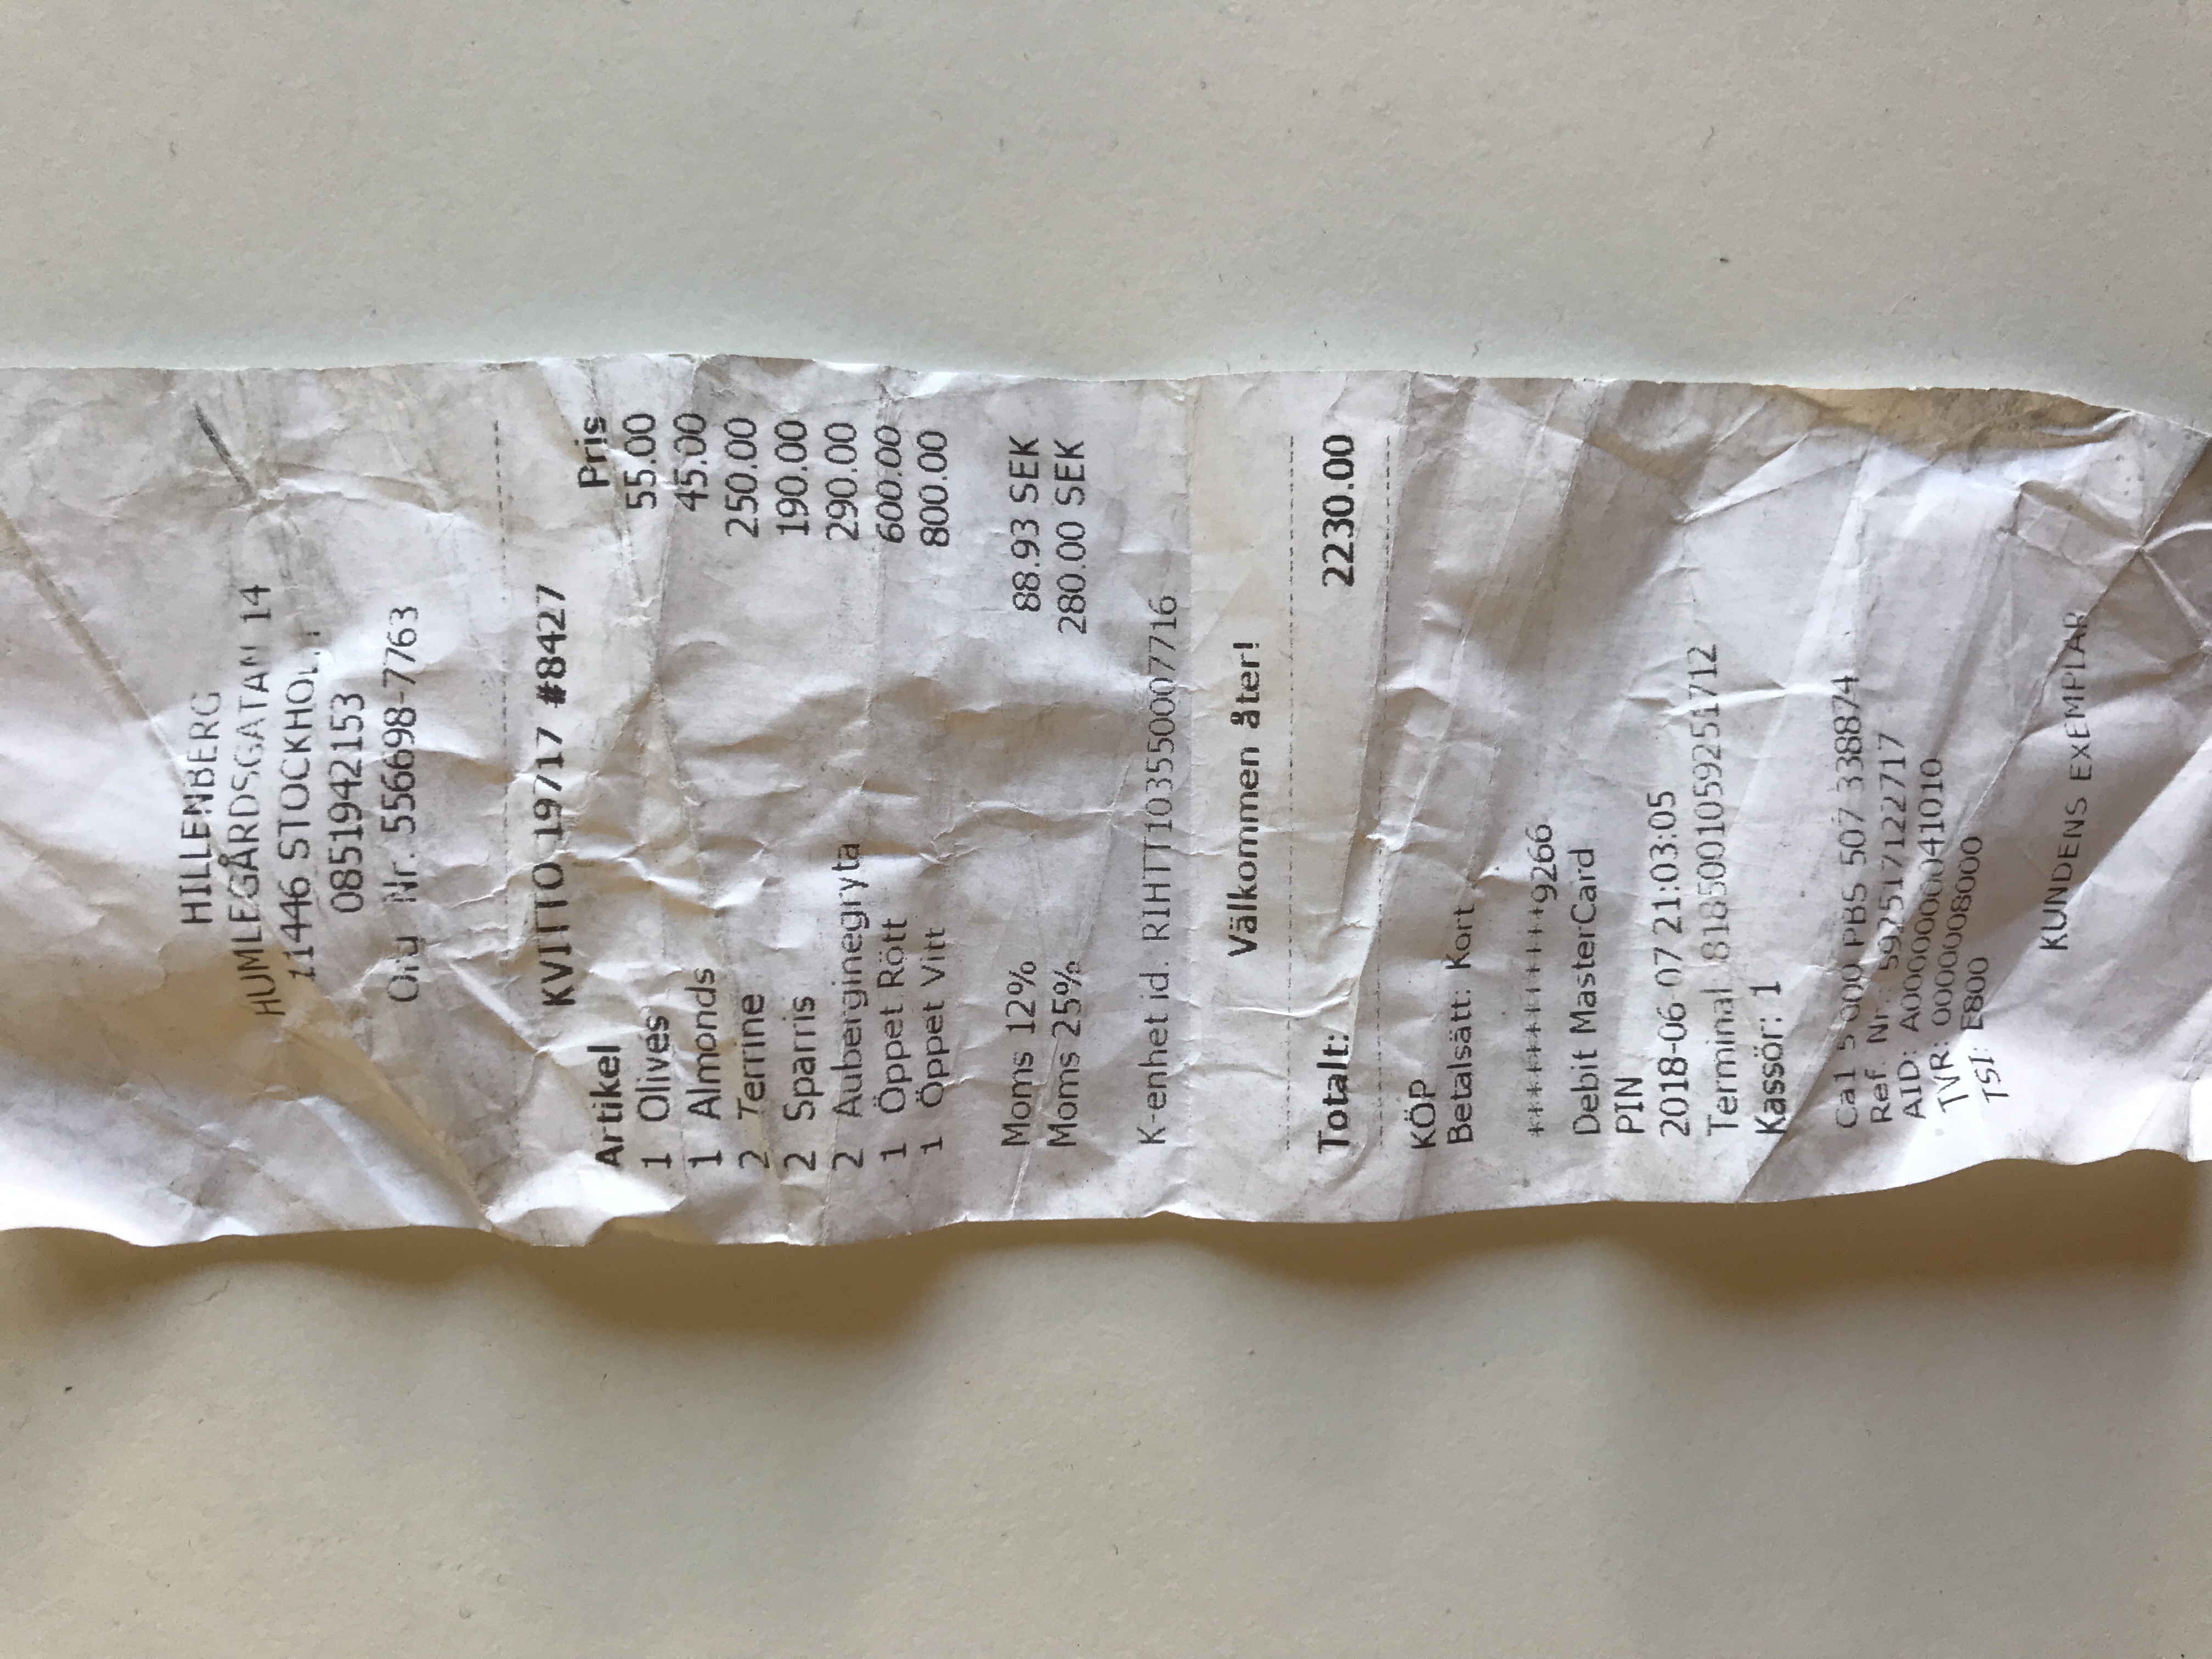 HILLENBERG
HUMLEGÅRDSGATAN 14
11446 STOCKHOLM
0851942153
Org Nr. 556698-7763
KVITTO 19717 #8427
Artikel Pris
1 Olives 55.00
1 Almonds 45.00
2 Terrine 250.00
2 Sparris 190.00
2 Auberginegryta 290.00
1 Öppet Rött 600.00
1 Öppet Vitt 800.00
Moms 12% 88.93 SEK
Moms 25% 280.00 SEK
K-enhet id. RIHTT103550007716
Välkommen åter!
Totalt: 2230.00
KÖP
Betalsätt: Kort
************9266
Debit MasterCard
PIN
2018-06-07 21:03:05
Terminal: 8185001059251712
Kassör: 1
Ca1 5 000 PBS 507 338874
Ref. Nr.: 592517122717
AID: A0000000041010
TVR: 0000008000
TSI: E800
KUNDENS EXEMPLAR